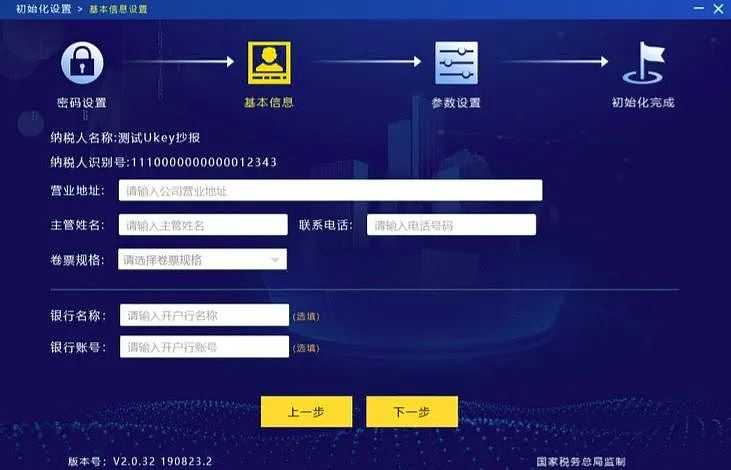 初始化设置 > 基本信息设置
密码设置 基本信息 参数设置 初始化完成
纳税人名称:测试Ukey抄报
纳税人识别号:1110000000000012343
营业地址: 请输入公司营业地址
主管姓名: 请输入主管姓名 联系电话: 请输入电话号码
卷票规格: 请选择卷票规格
银行名称: 请输入开户行名称 (选填)
银行账号: 请输入开户行账号 (选填)
上一步 下一步
版本号: V2.0.32 190823.2 国家税务总局监制